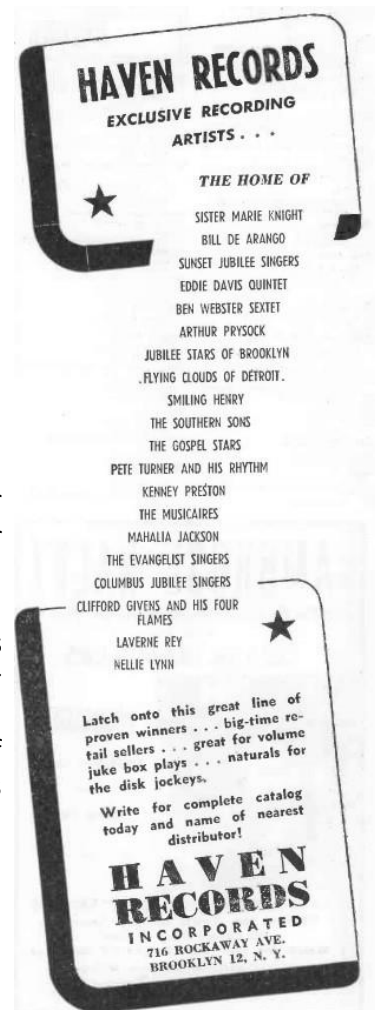 HAVEN RECORDS
EXCLUSIVE RECORDING
ARTISTS . . .
THE HOME OF
SISTER MARIE KNIGHT
BILL DE ARANGO
SUNSET JUBILEE SINGERS
EDDIE DAVIS QUINTET
BEN WEBSTER SEXTET
ARTHUR PRYSOCK
JUBILEE STARS OF BROOKLYN
.FLYING CLOUDS OF DETROIT.
SMILING HENRY
THE SOUTHERN SONS
THE GOSPEL STARS
PETE TURNER AND HIS RHYTHM
KENNEY PRESTON
THE MUSICAIRES
MAHALIA JACKSON
THE EVANGELIST SINGERS
COLUMBUS JUBILEE SINGERS
CLIFFORD GIVENS AND HIS FOUR
FLAMES
LAVERNE REY
NELLIE LYNN
Latch onto this great line of
proven winners . . . big-time re-
tail sellers . . . great for volume
juke box plays . . . naturals for
the disk jockeys.
Write for complete catalog
today and name of nearest
distributor!
HAVEN
RECORDS
INCORPORATED
716 ROCKAWAY AVE.
BROOKLYN 12, N. Y.